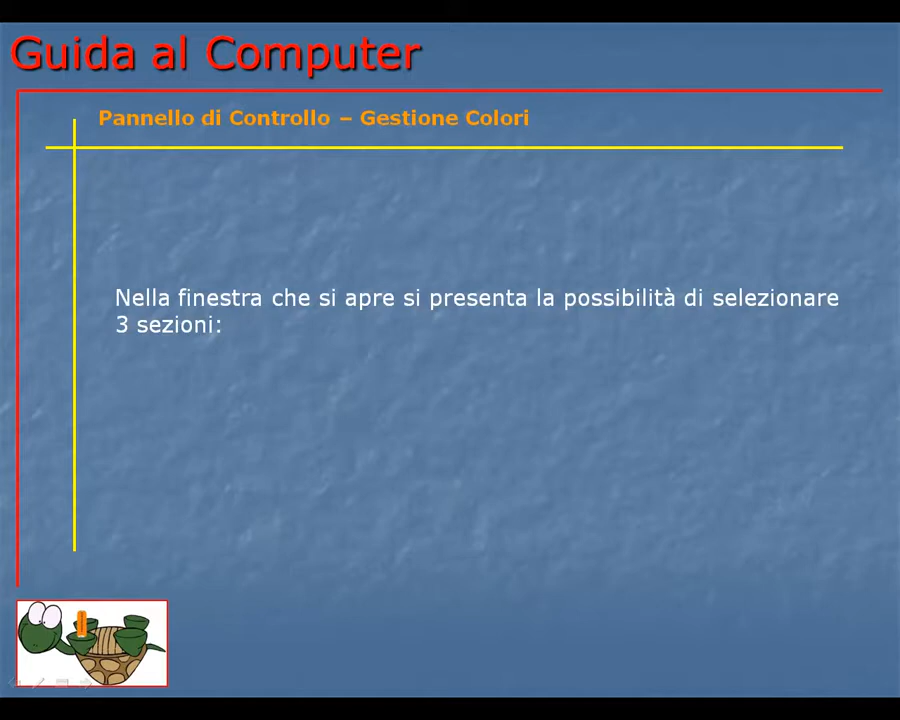 Guida al Computer
Pannello di Controllo – Gestione Colori
Nella finestra che si apre si presenta la possibilità di selezionare
3 sezioni: